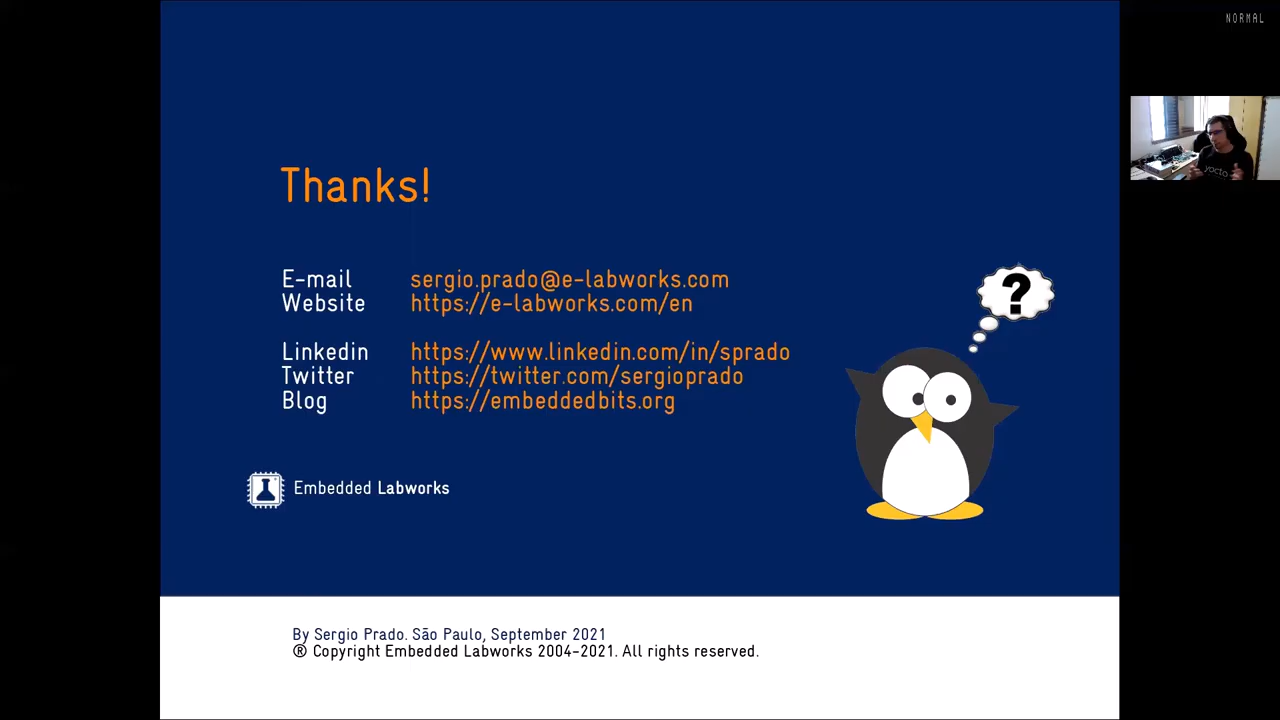 NORMAL
Thanks!
E-mail sergio.prado@e-labworks.com
Website https://e-labworks.com/en
Linkedin https://www.linkedin.com/in/sprado
Twitter https://twitter.com/sergioprado
Blog https://embeddedbits.org
?
Embedded Labworks
By Sergio Prado. São Paulo, September 2021
® Copyright Embedded Labworks 2004-2021. All rights reserved.
yocto